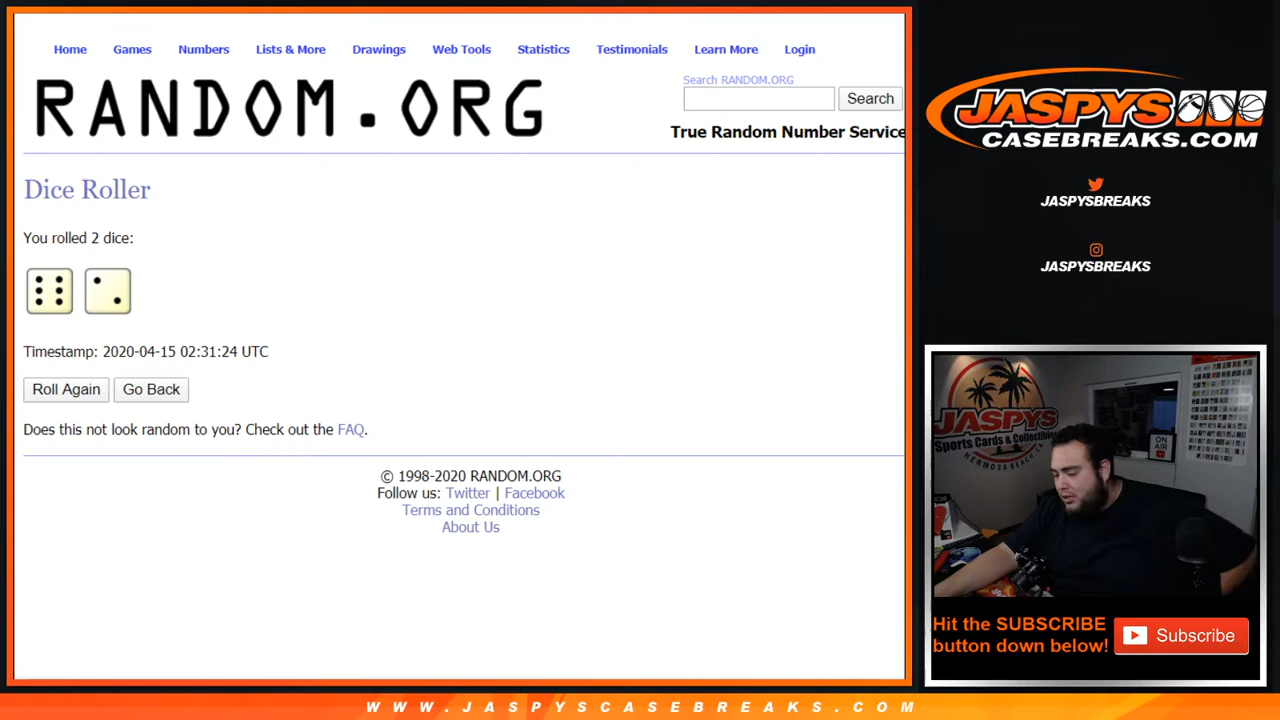 Home Games Numbers Lists & More Drawings Web Tools Statistics Testimonials Learn More Login
RANDOM.ORG
Search RANDOM.ORG
Search
True Random Number Service
Dice Roller
You rolled 2 dice:
Timestamp: 2020-04-15 02:31:24 UTC
Roll Again Go Back
Does this not look random to you? Check out the FAQ.
© 1998-2020 RANDOM.ORG
Follow us: Twitter | Facebook
Terms and Conditions
About Us
JASPYS
CASEBREAKS.COM
JASPYSBREAKS
JASPYSBREAKS
JASPYS
Sports Cards & Collectibles
HERMOSA BEACH CA
ON
AIR
Hit the SUBSCRIBE
button down below!
Subscribe
WWW.JASPYSCASEBREAKS.COM